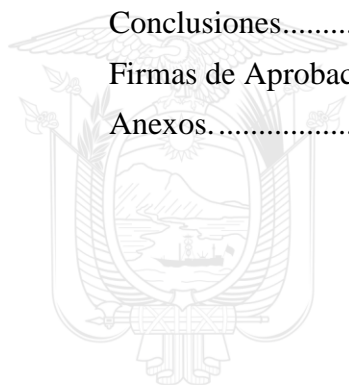 Conclusiones.........
Firmas de Aprobac
Anexos. .................